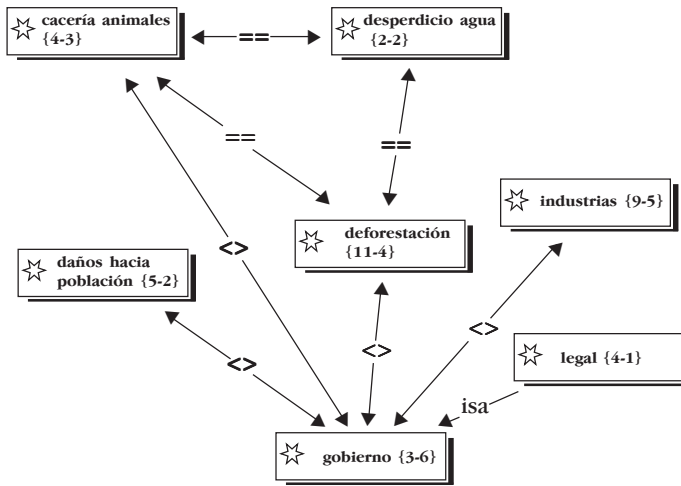 cacería animales
{4-3}
==
desperdicio agua
{2-2}
==
==
industrias {9-5}
deforestación
{11-4}
<>
daños hacia
población {5-2}
<>
<>
<>
legal {4-1}
isa
gobierno {3-6}